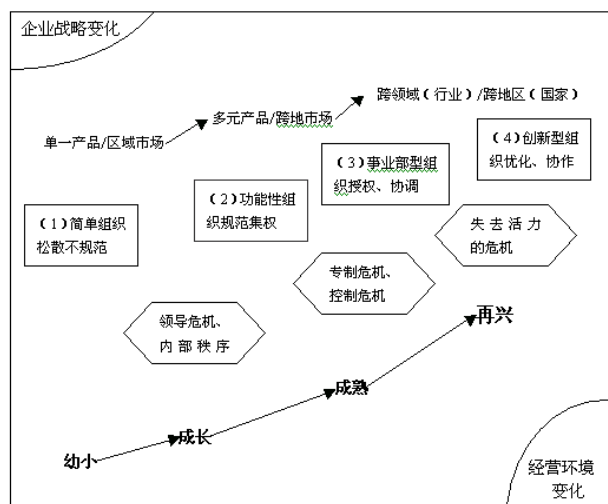 企业战略变化
跨领域（行业）/跨地区（国家）
多元产品/跨地市场
单一产品/区域市场
（4）创新型组
织优化、协作
（3）事业部型组
织授权、协调
（2）功能性组
织规范集权
（1）简单组织
松散不规范
失去活力
的危机
专制危机、
控制危机
领导危机、
内部秩序
再兴
成熟
成长
幼小
经营环境
变化